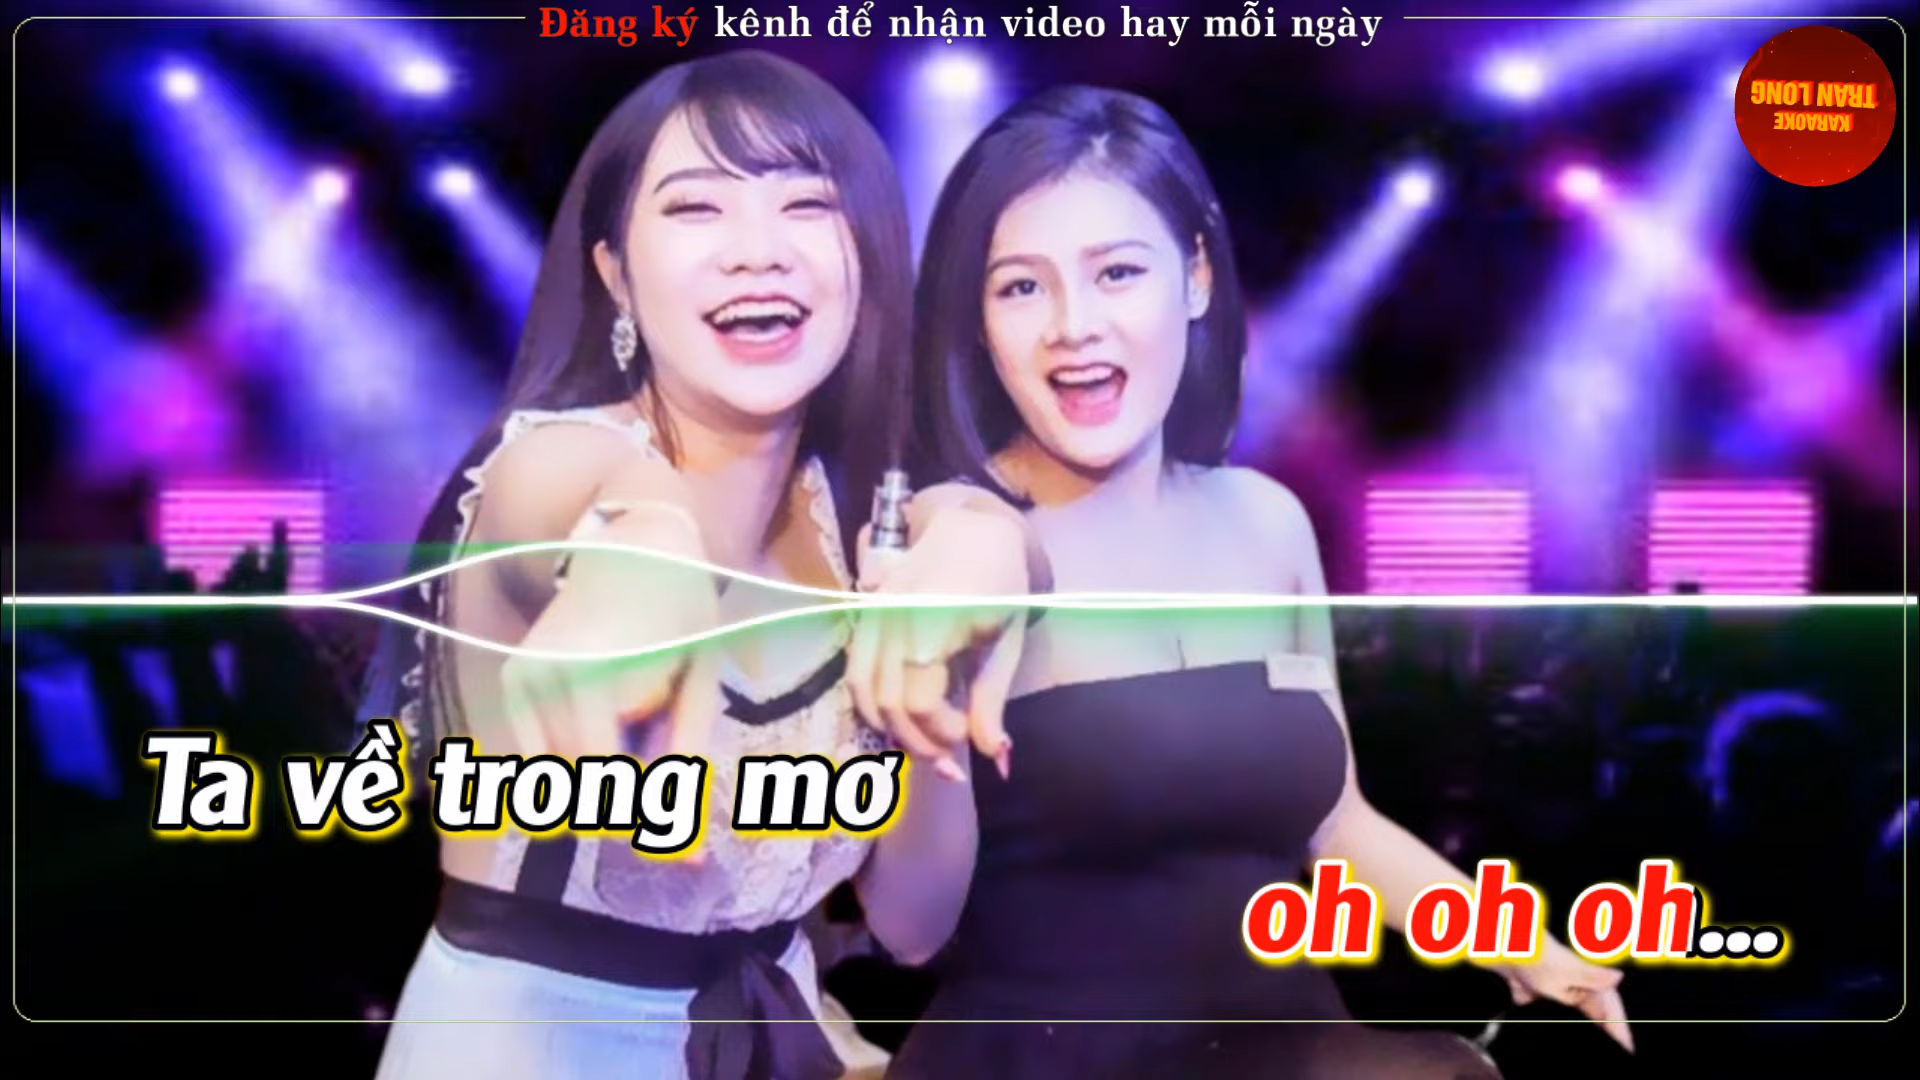 Đăng ký kênh để nhận video hay mỗi ngày
KARAOKE
TRAN LONG
Ta về trong mơ
oh oh oh...